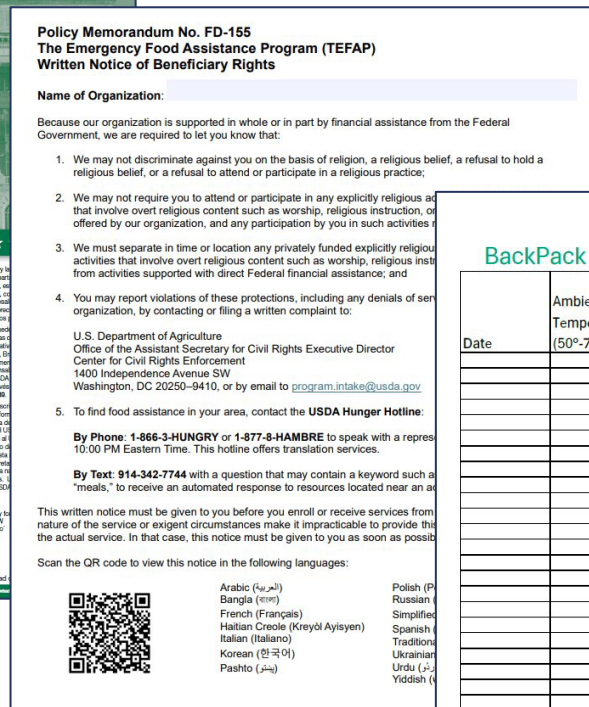 Policy Memorandum No. FD-155
The Emergency Food Assistance Program (TEFAP)
Written Notice of Beneficiary Rights
Name of Organization:
Because our organization is supported in whole or in part by financial assistance from the Federal
Government, we are required to let you know that:
1. We may not discriminate against you on the basis of religion, a religious belief, a refusal to hold a
religious belief, or a refusal to attend or participate in a religious practice;
2. We may not require you to attend or participate in any explicitly religious
that involve overt religious content such as worship, religious instruction, or
offered by our organization, and any participation by you in such activities
3. We must separate in time or location any privately funded explicitly religious
activities that involve overt religious content such as worship, religious
from activities supported with direct Federal financial assistance; and
4. You may report violations of these protections, including any denials of
organization, by contacting or filing a written complaint to:
U.S. Department of Agriculture
Office of the Assistant Secretary for Civil Rights Executive Director
Center for Civil Rights Enforcement
1400 Independence Avenue SW
Washington, DC 20250–9410, or by email to program.intake@usda.gov
5. To find food assistance in your area, contact the USDA Hunger Hotline:
By Phone: 1-866-3-HUNGRY or 1-877-8-HAMBRE to speak with a
10:00 PM Eastern Time. This hotline offers translation services.
By Text: 914-342-7744 with a question that may contain a keyword such
“meals,” to receive an automated response to resources located near an
This written notice must be given to you before you enroll or receive services from
nature of the service or exigent circumstances make it impracticable to provide
the actual service. In that case, this notice must be given to you as soon as
Scan the QR code to view this notice in the following languages:
Arabic (العربية)
Bangla (বাংলা)
French (Français)
Haitian Creole (Kreyòl Ayisyen)
Italian (Italiano)
Korean (한국어)
Pashto (پښتو)
Polish
Russian
Simplified
Spanish
Ukrainian
Urdu
Yiddish
BackPack
Date
(50°-7